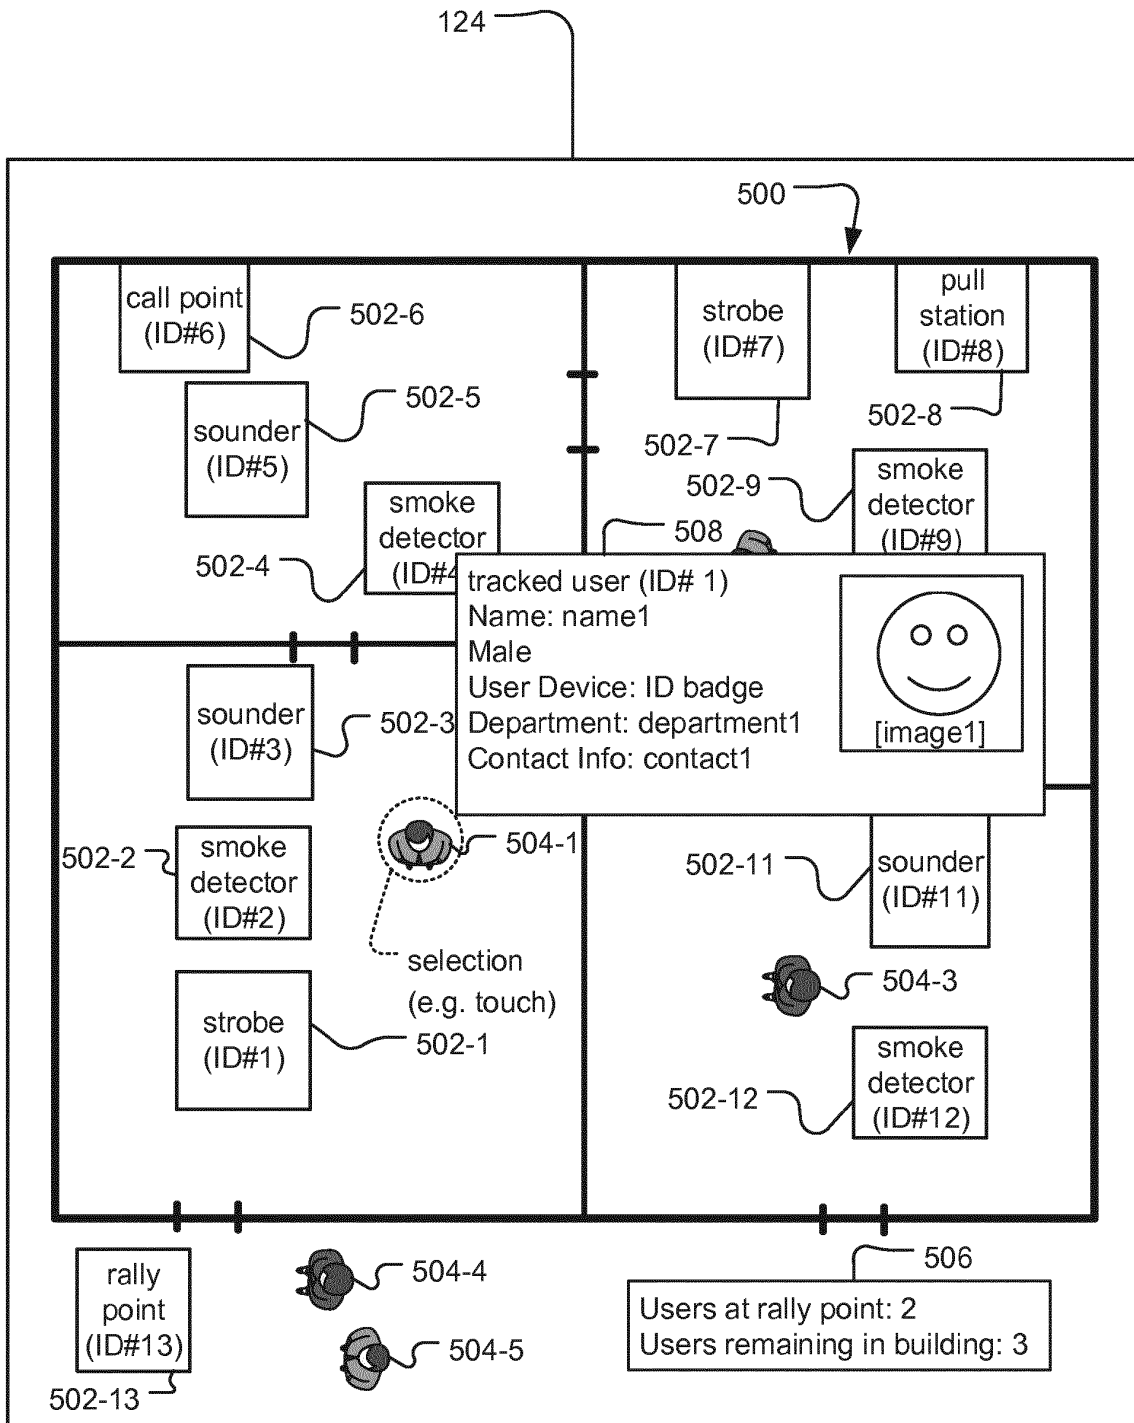 124
500
call point
(ID#6)
502-6
strobe
(ID#7)
pull
station
(ID#8)
502-5
502-8
sounder
(ID#5)
502-7
smoke
detector
(ID#9)
502-9
smoke
detector
(ID#4
508
502-4
tracked user (ID# 1)
Name: name1
Male
User Device: ID badge
Department: department1
Contact Info: contact1
[image1]
sounder
(ID#3)
502-3
504-1
502-2
smoke
detector
(ID#2)
502-11
sounder
(ID#11)
selection
(e.g. touch)
504-3
strobe
(ID#1)
502-1
smoke
detector
(ID#12)
502-12
rally
point
(ID#13)
504-4
506
Users at rally point: 2
Users remaining in building: 3
504-5
502-13